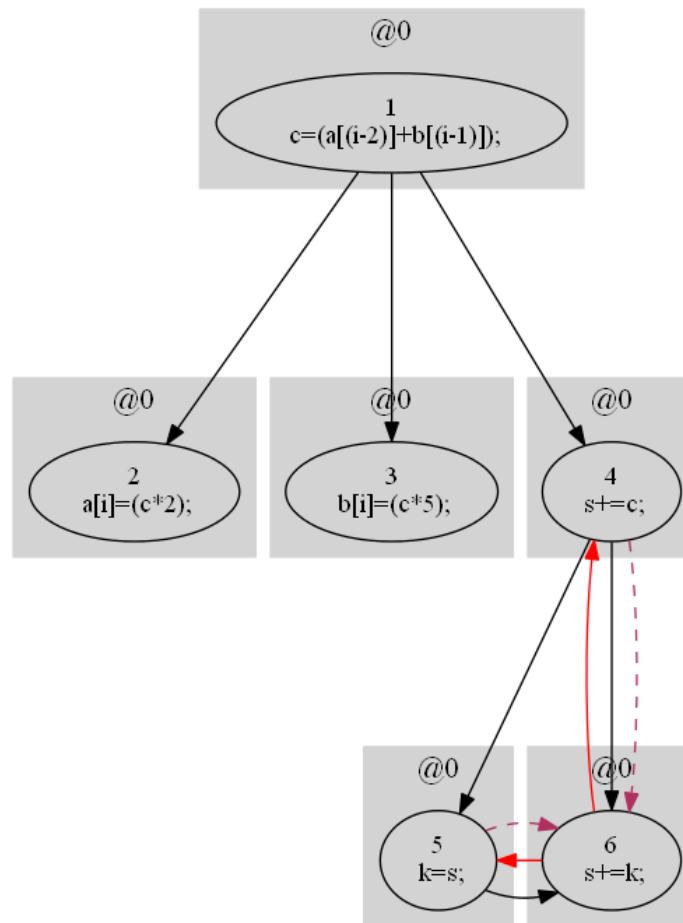 @0
1
c=(a[(i-2)]+b[(i-1)]);
@0
@0
@0
2
a[i]=(c*2);
3
b[i]=(c*5);
4
s+=c;
@0
@0
5
k=s;
6
s+=k;